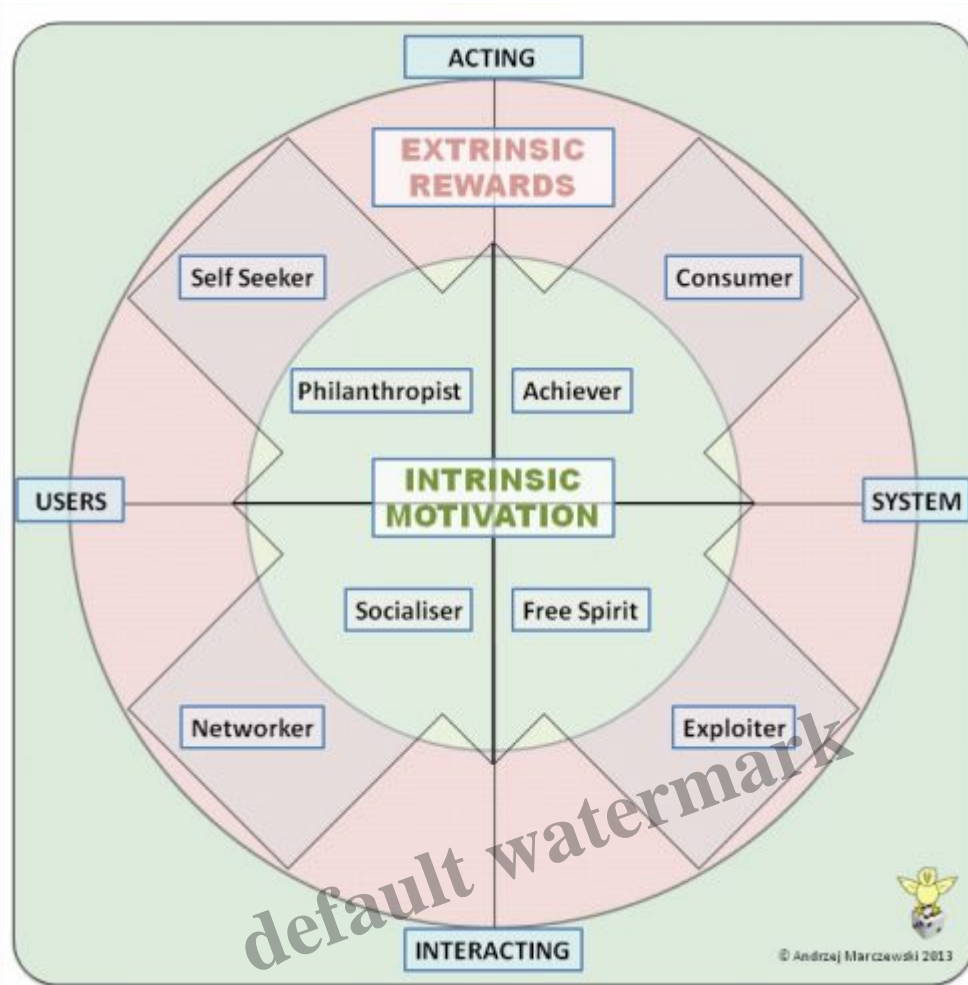 ACTING
EXTRINSIC
REWARDS
Self Seeker
Consumer
Philanthropist
Achiever
USERS
INTRINSIC
MOTIVATION
SYSTEM
Socialiser
Free Spirit
Networker
Exploiter
default watermark
INTERACTING
© Andrzej Marczewski 2013